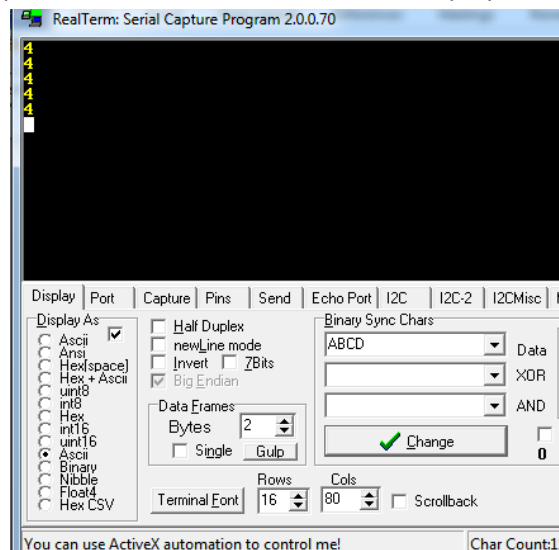 RealTerm: Serial Capture Program 2.0.0.70
4
4
4
4
4
Display Port Capture Pins Send Echo Port I2C I2C-2 I2CMisc
Display As
Ascii
Ansi
Hex[space]
Hex + Ascii
uint8
int8
Hex
int16
uint16
Ascii
Binary
Nibble
Float4
Hex CSV
Half Duplex
newLine mode
Invert 7Bits
Big Endian
Data Frames
Bytes 2
Single Gulp
Binary Sync Chars
ABCD
Data
XOR
AND
Change
0
Terminal Font
Rows
16
Cols
80
Scrollback
You can use ActiveX automation to control me!
Char Count:1